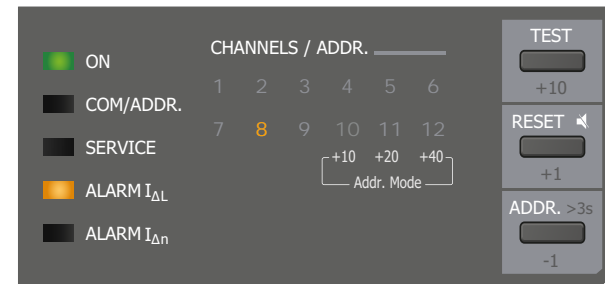 ON
COM/ADDR.
SERVICE
ALARM IΔL
ALARM IΔn
CHANNELS / ADDR.
1 2 3 4 5 6
7 8 9 10 11 12
+10 +20 +40
Addr. Mode
TEST
+10
RESET
+1
ADDR. >3s
-1